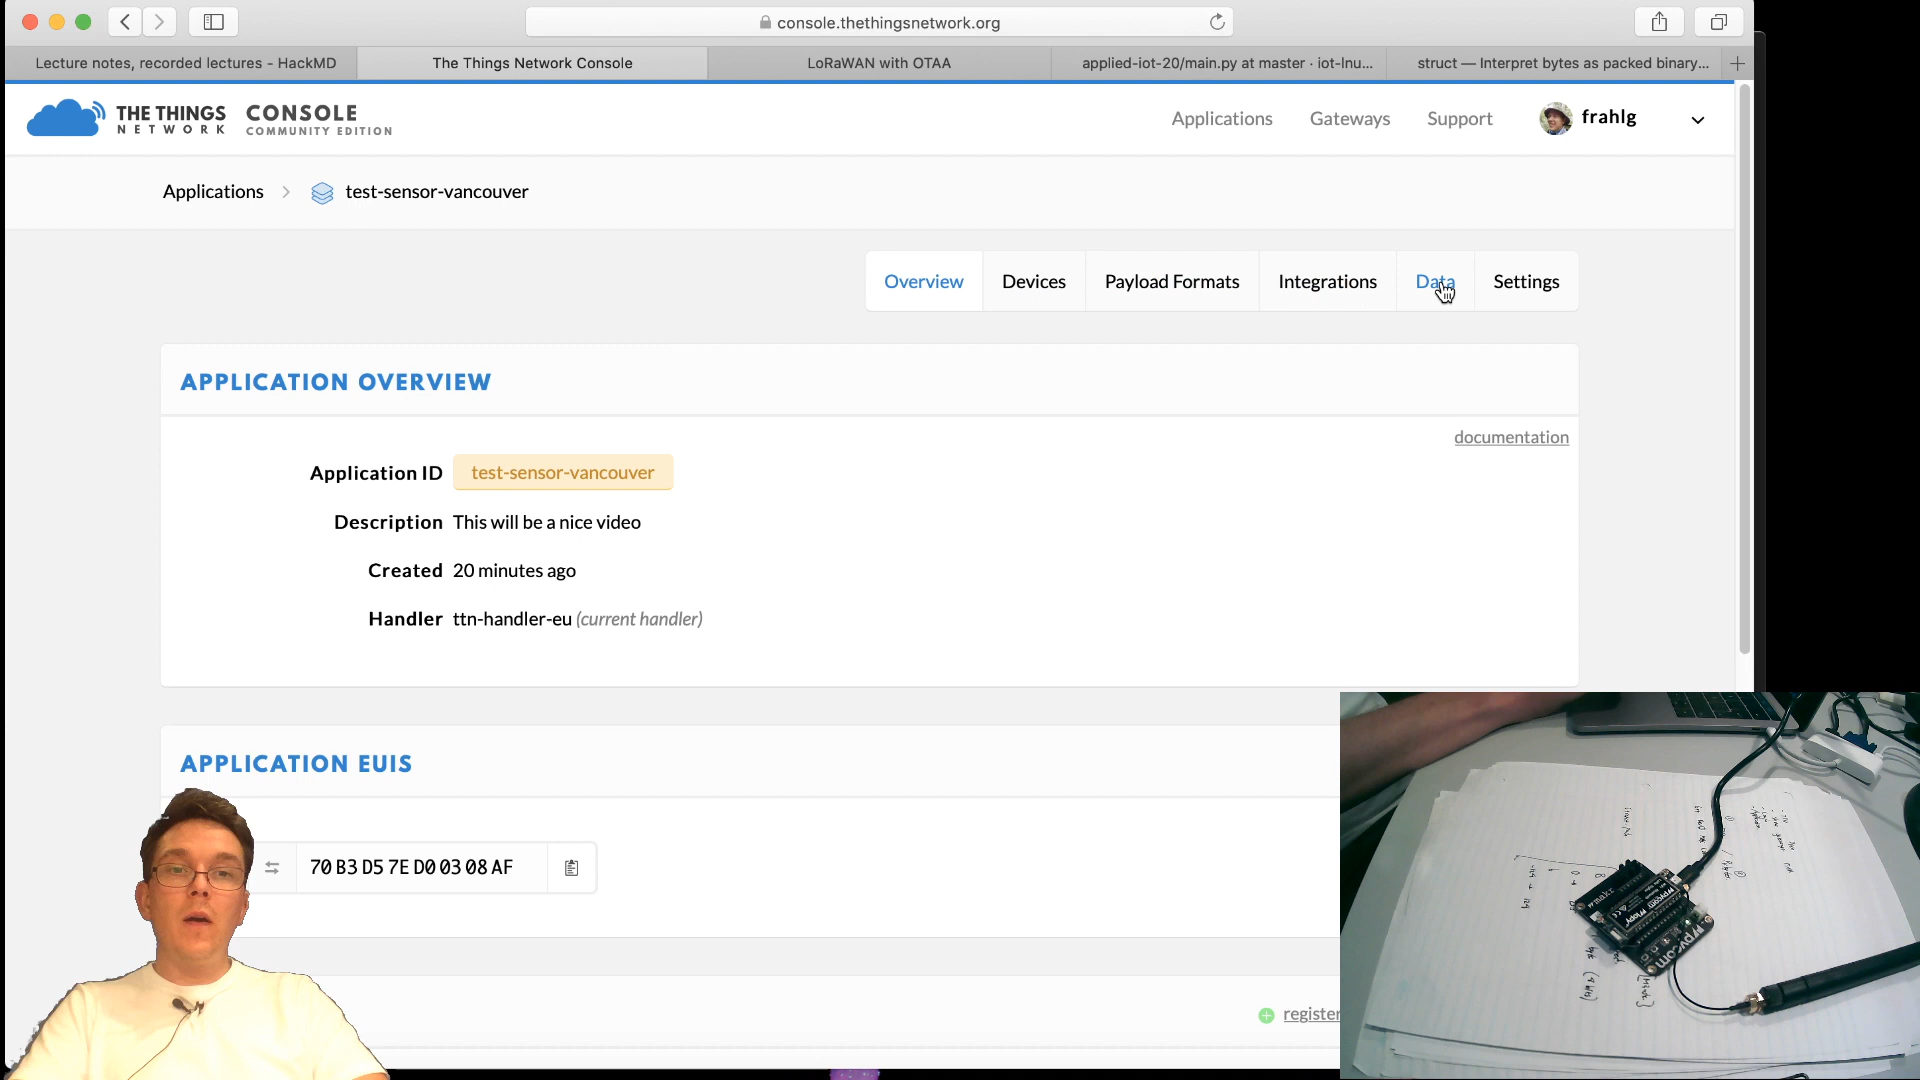 console.thethingsnetwork.org
Lecture notes, recorded lectures - HackMD
The Things Network Console
LoRaWAN with OTAA
applied-iot-20/main.py at master · iot-lnu...
struct — Interpret bytes as packed binary...
THE THINGS NETWORK
CONSOLE COMMUNITY EDITION
Applications
Gateways
Support
frahlg
Applications
test-sensor-vancouver
Overview
Devices
Payload Formats
Integrations
Data
Settings
APPLICATION OVERVIEW
documentation
Application ID test-sensor-vancouver
Description This will be a nice video
Created 20 minutes ago
Handler ttn-handler-eu (current handler)
APPLICATION EUIS
70 B3 D5 7E D0 03 08 AF
register
pycom